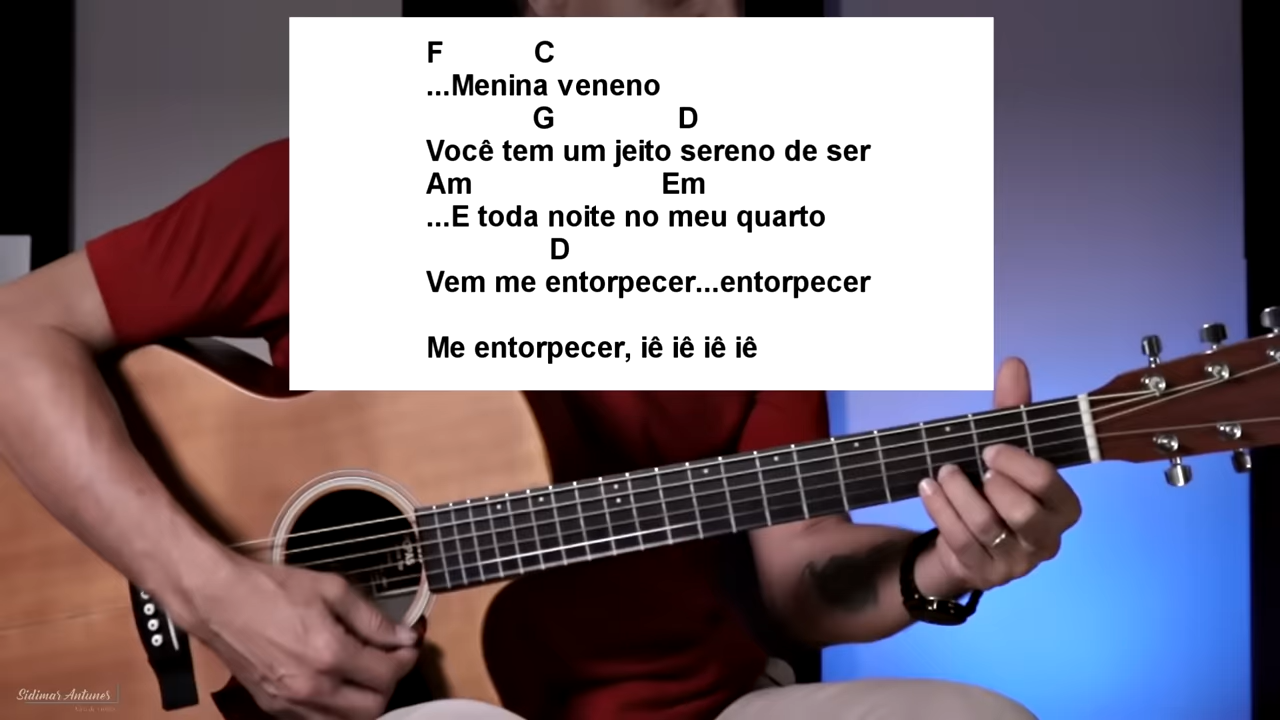 F C
...Menina veneno
G D
Você tem um jeito sereno de ser
Am Em
...E toda noite no meu quarto
D
Vem me entorpecer...entorpecer
Me entorpecer, iê iê iê iê
Sidimar Antunes